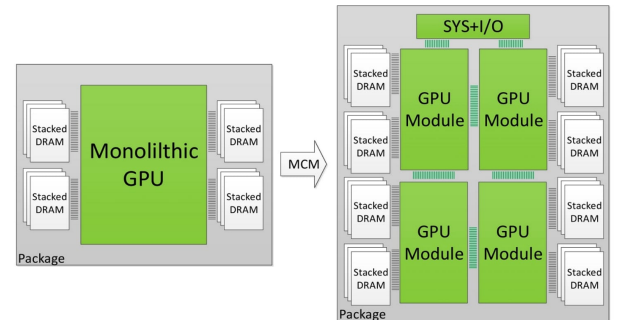 Stacked
DRAM
Stacked
DRAM
Monolilthic
GPU
Stacked
DRAM
Stacked
DRAM
Package
MCM
SYS+I/O
Stacked
DRAM
Stacked
DRAM
Stacked
DRAM
Stacked
DRAM
GPU
Module
GPU
Module
GPU
Module
GPU
Module
Stacked
DRAM
Stacked
DRAM
Stacked
DRAM
Stacked
DRAM
Package